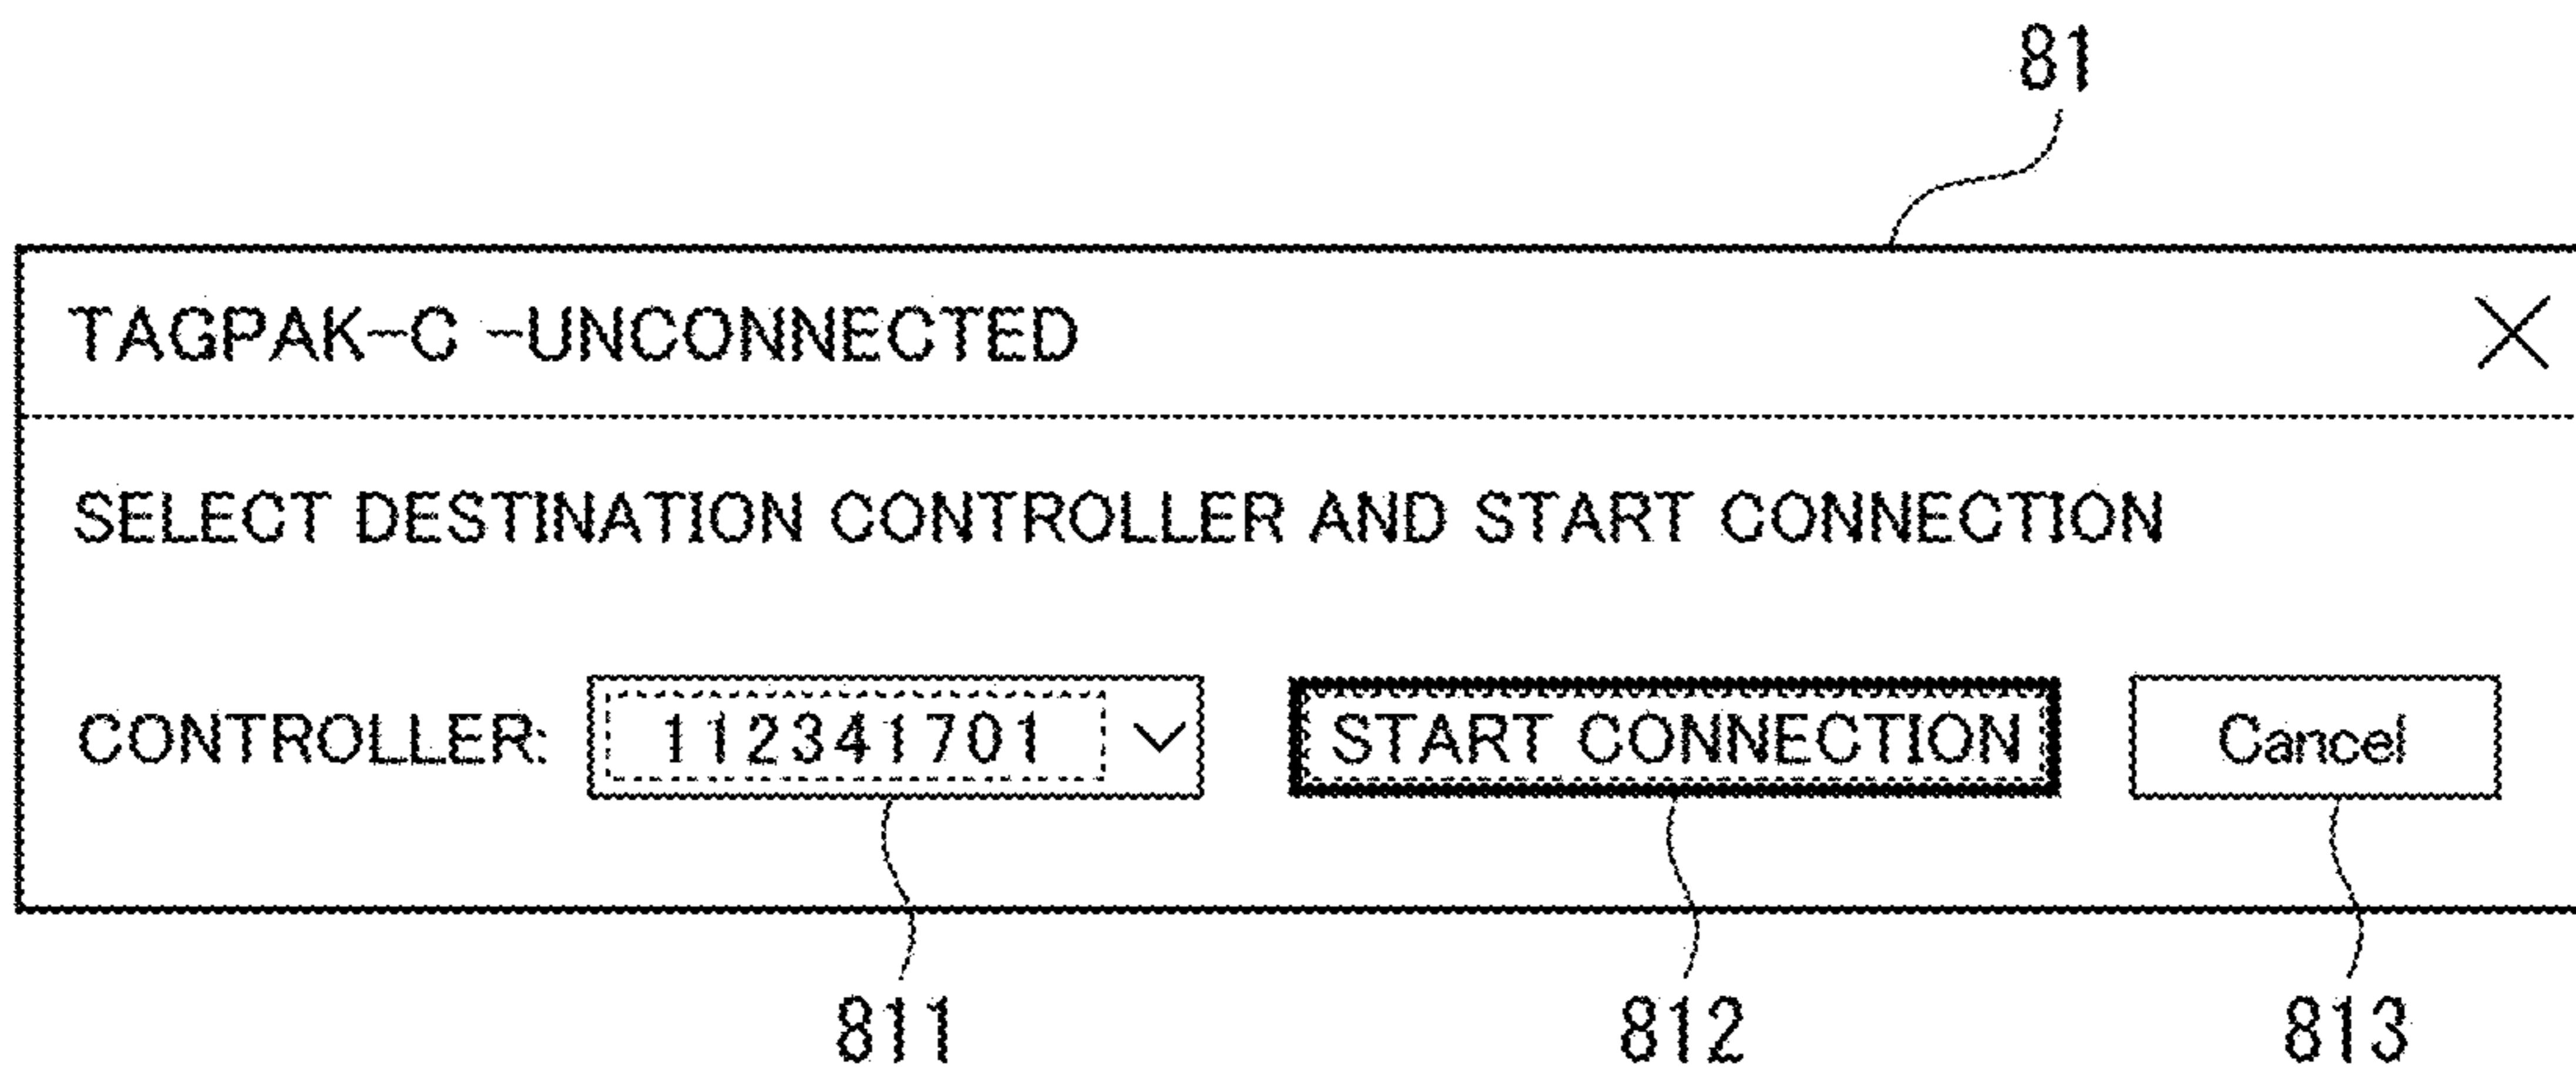 81
TAGPAK-C -UNCONNECTED
SELECT DESTINATION CONTROLLER AND START CONNECTION
CONTROLLER: 112341701 START CONNECTION Cancel
811 812 813